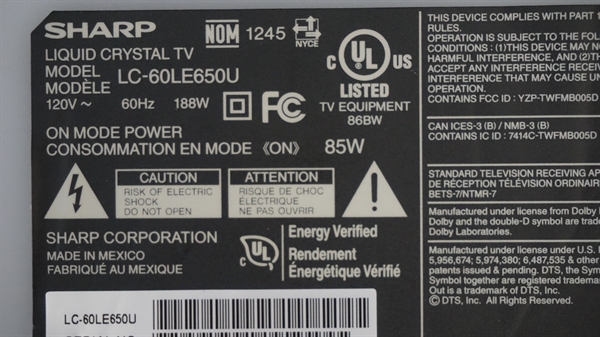 SHARP
NOM 1245 NYCE
LIQUID CRYSTAL TV
MODEL LC-60LE650U
MODÈLE
120V ~ 60Hz 188W
FC
C UL US
LISTED
TV EQUIPMENT
86BW
ON MODE POWER
CONSOMMATION EN MODE 《ON》 85W
CAUTION
RISK OF ELECTRIC
SHOCK
DO NOT OPEN
ATTENTION
RISQUE DE CHOC
ÉLECTRIQUE
NE PAS OUVRIR
SHARP CORPORATION
MADE IN MEXICO
FABRIQUÉ AU MEXIQUE
C UL
Energy Verified
Rendement
Énergétique Vérifié
LC-60LE650U
THIS DEVICE COMPLIES WITH PART 1
RULES.
OPERATION IS SUBJECT TO THE FOL
CONDITIONS : (1)THIS DEVICE MAY NO
HARMFUL INTERFERENCE, AND (2)TH
ACCEPT ANY INTERFERENCE THAT
INTERFERENCE THAT MAY CAUSE UN
OPERATION.
CONTAINS FCC ID : YZP-TWFMB005D
CAN ICES-3 (B) / NMB-3 (B)
CONTAINS IC ID : 7414C-TWFMB005D
STANDARD TELEVISION RECEIVING AP
DE RÉCEPTION TÉLÉVISION ORDINAIR
BETS-7/NTMR-7
Manufactured under license from Dolby
Dolby and the double-D symbol are trade
Dolby Laboratories.
Manufactured under license under U.S.
5,956,674; 5,974,380; 6,487,535 & other
patents issued & pending. DTS, the Sym
Symbol together are registered trademark
Out is a trademark of DTS, Inc.
© DTS, Inc. All Rights Reserved.